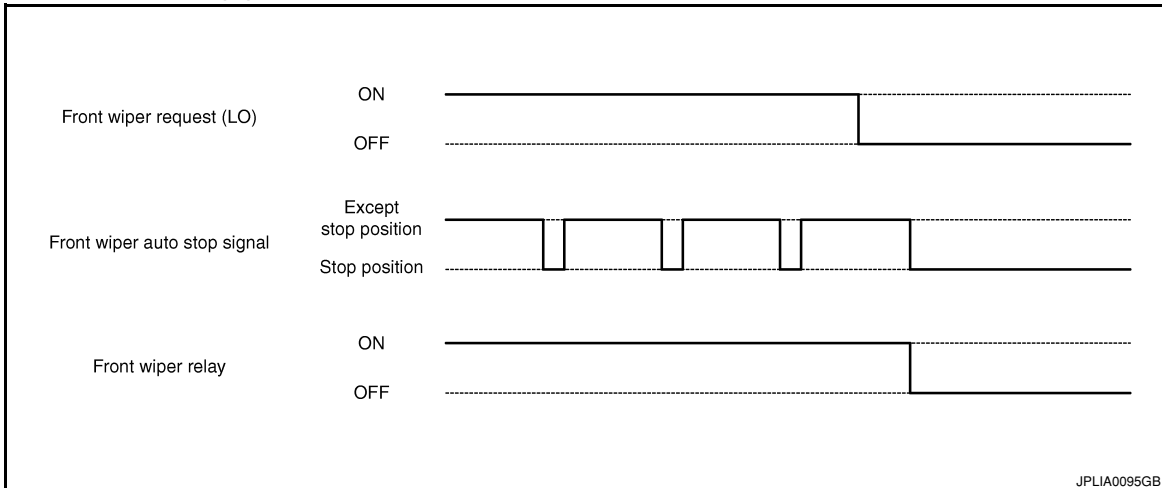 ON
Front wiper request (LO)
OFF
Except
stop position
Front wiper auto stop signal
Stop position
ON
Front wiper relay
OFF
JPLIA0095GB